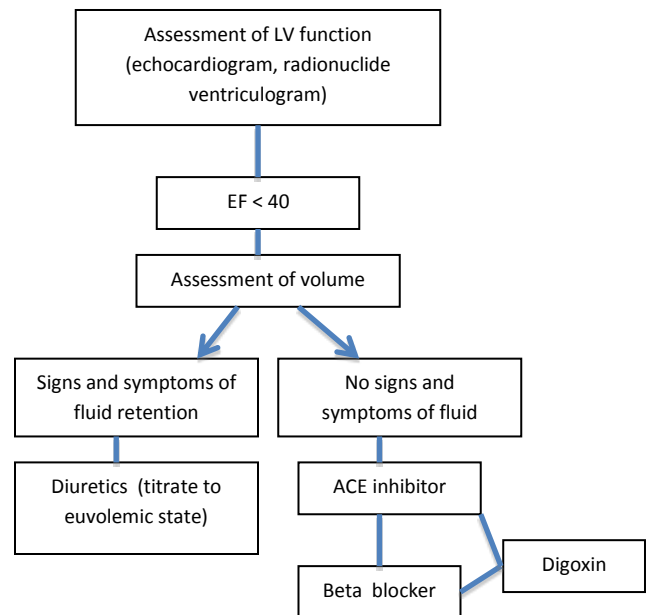 Assessment of LV function
(echocardiogram, radionuclide
ventriculogram)
EF < 40
Assessment of volume
Signs and symptoms of
fluid retention
No signs and
symptoms of fluid
Diuretics (titrate to
euvolemic state)
ACE inhibitor
Digoxin
Beta blocker